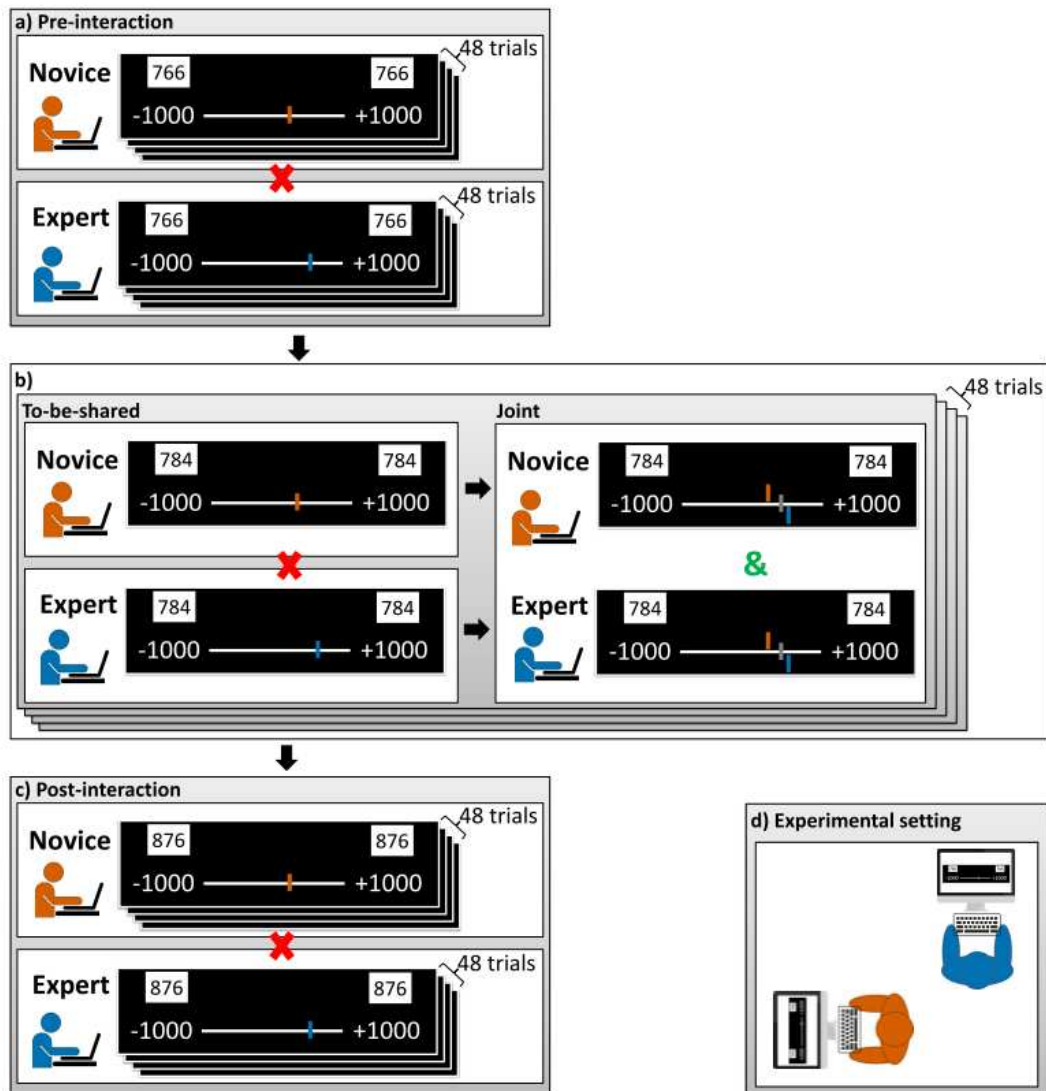 a) Pre-interaction
48 trials
Novice 766 766
-1000 +1000
48 trials
Expert 766 766
-1000 +1000
b)
48 trials
To-be-shared Joint
Novice 784 784 Novice 784 784
-1000 +1000 -1000 +1000
&
Expert 784 784 Expert 784 784
-1000 +1000 -1000 +1000
c) Post-interaction
48 trials
Novice 876 876
-1000 +1000
48 trials
Expert 876 876
-1000 +1000
d) Experimental setting